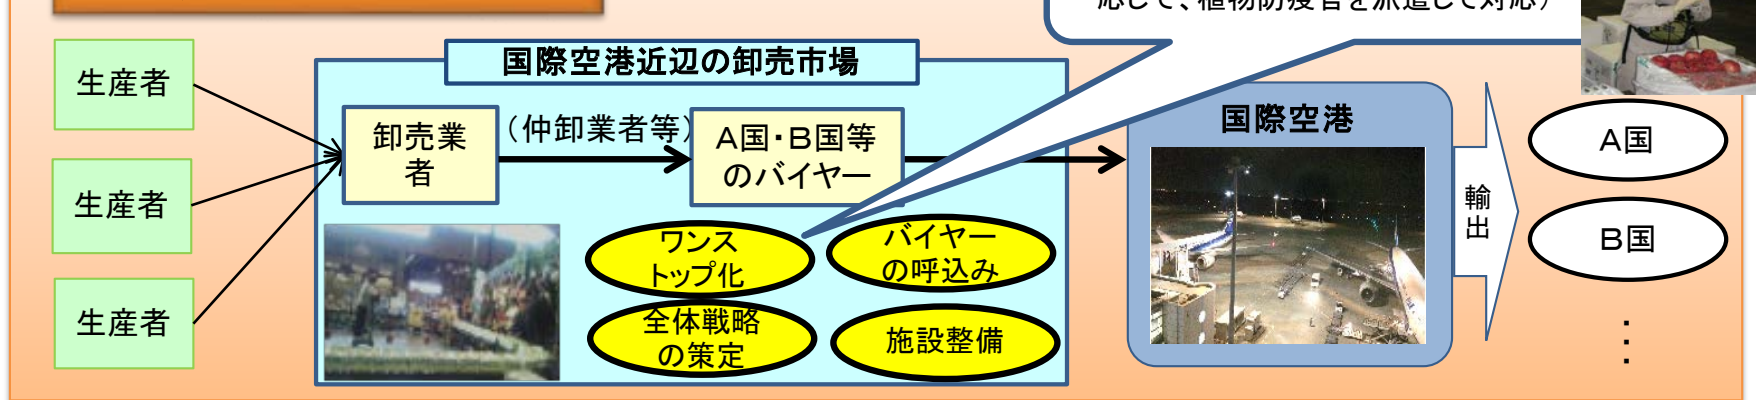 応じて、植物防疫官を派遣して対応）
国際空港近辺の卸売市場
生産者
生産者
生産者
卸売業
者
（仲卸業者等）
A国・B国等
のバイヤー
ワンス
トップ化
バイヤー
の呼込み
全体戦略
の策定
施設整備
国際空港
輸
出
A国
B国
：